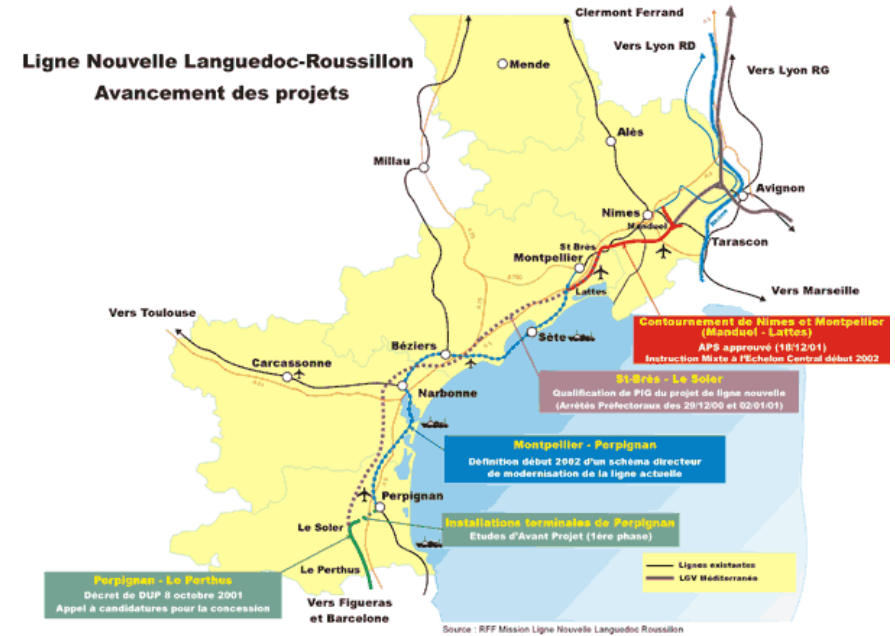 Ligne Nouvelle Languedoc-Roussillon
Avancement des projets
Clermont Ferrand
Vers Lyon RD
Vers Lyon RG
Mende
Alès
Millau
Avignon
Nîmes
Manduel
St Brès
Montpellier
Tarascon
Lattes
Vers Marseille
Vers Toulouse
Béziers
Sète
Carcassonne
Narbonne
Contournement de Nîmes et Montpellier
(Manduel - Lattes)
APS approuvé (18/12/01)
Instruction Mixte à l'Echelon Central début 2002
St-Brès - Le Soler
Qualification de PIG du projet de ligne nouvelle
(Arrêtés Préfectoraux des 29/12/00 et 02/01/01)
Montpellier - Perpignan
Définition début 2002 d'un schéma directeur
de modernisation de la ligne actuelle
Perpignan
Le Soler
Installations terminales de Perpignan
Etudes d'Avant Projet (1ère phase)
Le Perthus
Perpignan - Le Perthus
Décret de DUP 8 octobre 2001
Appel à candidatures pour la concession
Vers Figueras
et Barcelone
Lignes existantes
LGV Méditerranée
Source : RFF Mission Ligne Nouvelle Languedoc Roussillon